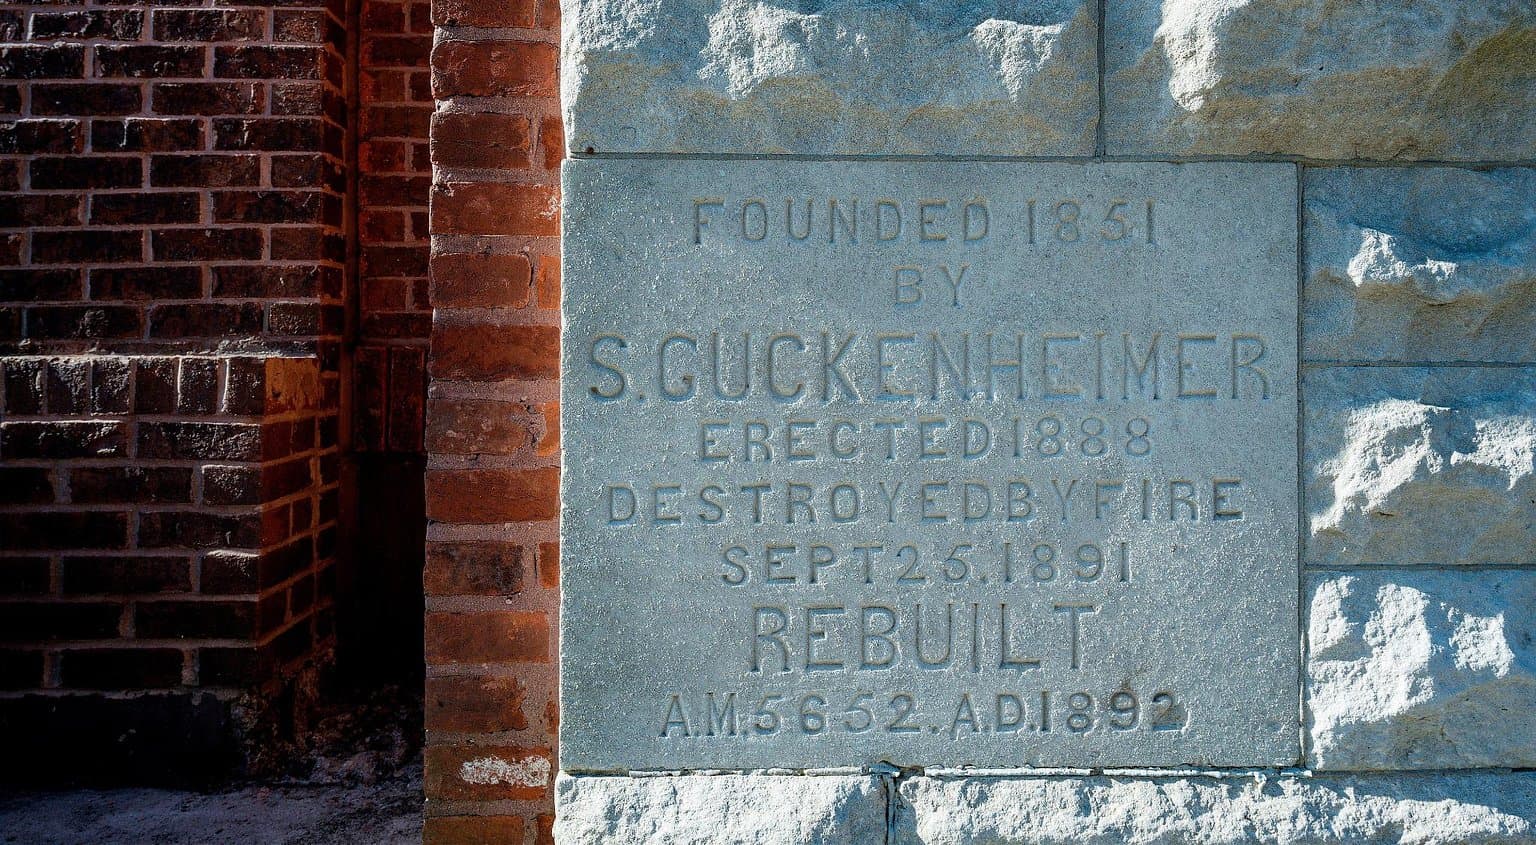 FOUNDED 1851
BY
S. GUCKENHEIMER
ERECTED 1888
DESTROYED BY FIRE
SEPT 25. 1891
REBUILT
A.M. 5652. A.D. 1892